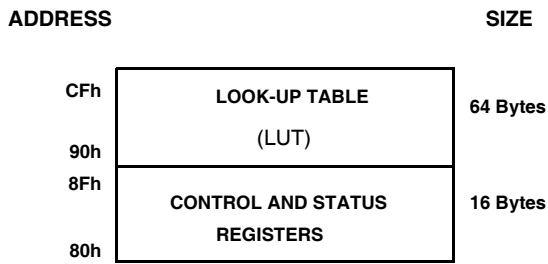 ADDRESS SIZE
CFh LOOK-UP TABLE 64 Bytes
(LUT)
90h
8Fh
CONTROL AND STATUS 16 Bytes
REGISTERS
80h